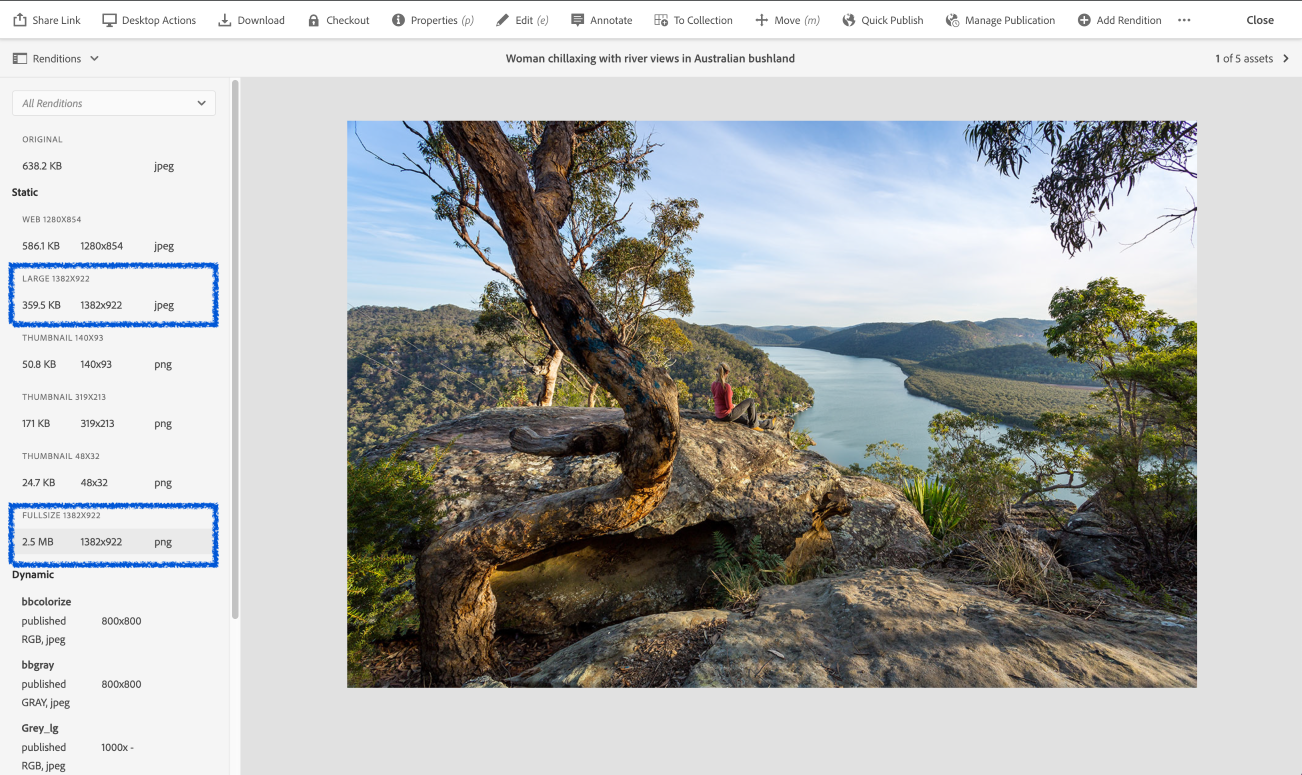 Share Link Desktop Actions Download Checkout Properties (p) Edit (e) Annotate To Collection Move (m) Quick Publish Manage Publication Add Rendition ••• Close
Renditions Woman chillaxing with river views in Australian bushland 1 of 5 assets
All Renditions
ORIGINAL
638.2 KB jpeg
Static
WEB 1280X854
586.1 KB 1280x854 jpeg
LARGE 1382X922
359.5 KB 1382x922 jpeg
THUMBNAIL 140X93
50.8 KB 140x93 png
THUMBNAIL 319X213
171 KB 319x213 png
THUMBNAIL 48X32
24.7 KB 48x32 png
FULLSIZE 1382X922
2.5 MB 1382x922 png
Dynamic
bbcolorize
published 800x800
RGB, jpeg
bbgray
published 800x800
GRAY, jpeg
Grey_lg
published 1000x -
RGB, jpeg